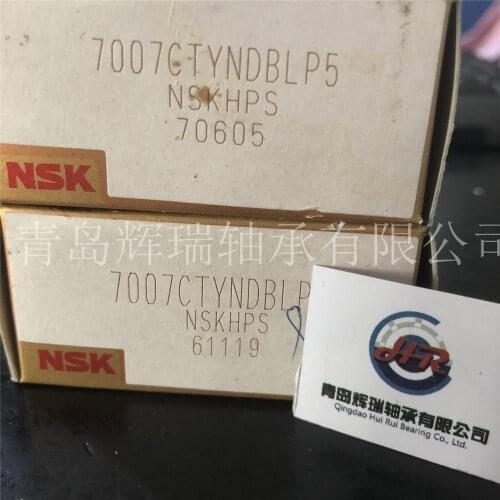 7007CTYNDBLP5
NSKHPS
70605
NSK
青岛辉瑞轴承有限公司
7007CTYNDBLP
NSKHPS
61119
NSK
HR
青岛辉瑞轴承有限公司
Qingdao Hui Rui Bearing Co., Ltd.